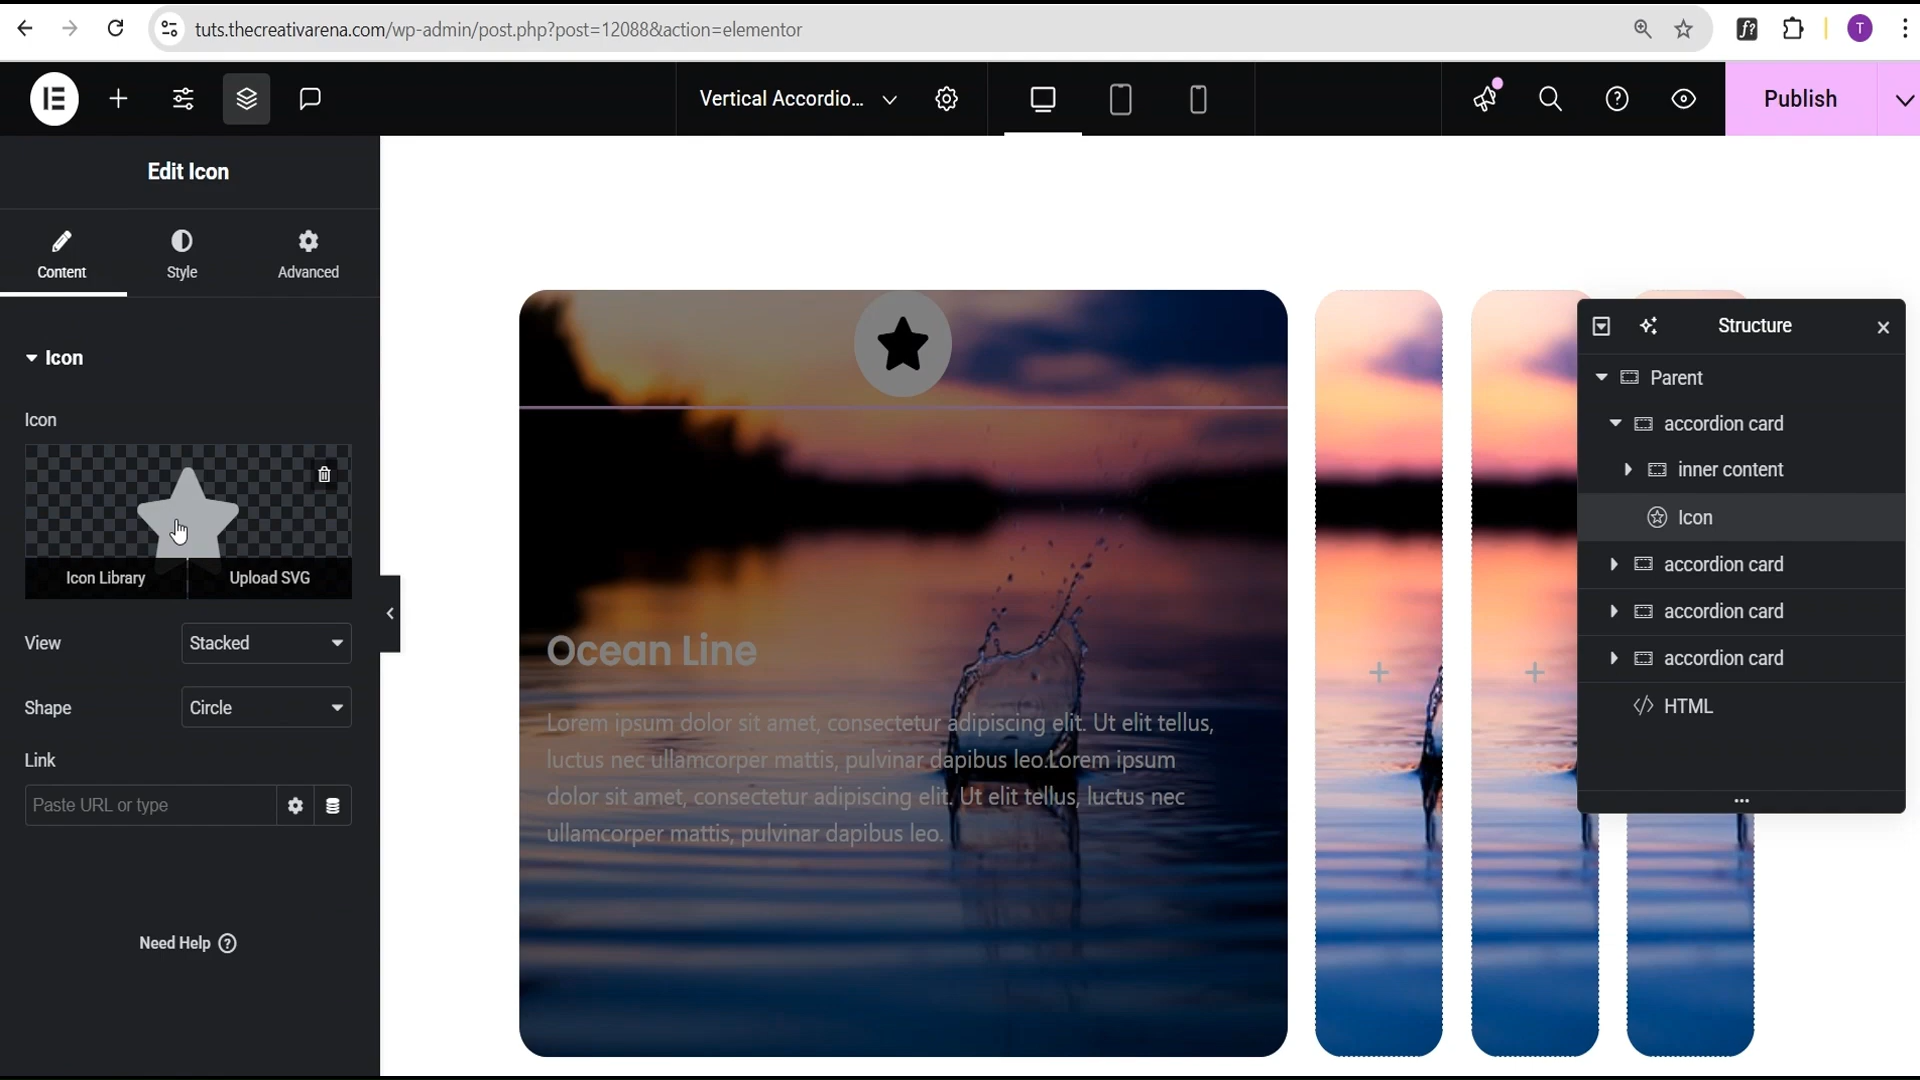 tuts.thecreativarena.com/wp-admin/post.php?post=12088&action=elementor
f?
T
Vertical Accordio...
Publish
Edit Icon
Content
Style
Advanced
Icon
Icon
Icon Library
Upload SVG
View
Stacked
Shape
Circle
Link
Paste URL or type
Need Help
Ocean Line
Lorem ipsum dolor sit amet, consectetur adipiscing elit. Ut elit tellus,
luctus nec ullamcorper mattis, pulvinar dapibus leo.Lorem ipsum
dolor sit amet, consectetur adipiscing elit. Ut elit tellus, luctus nec
ullamcorper mattis, pulvinar dapibus leo.
Structure
Parent
accordion card
inner content
Icon
accordion card
accordion card
accordion card
HTML